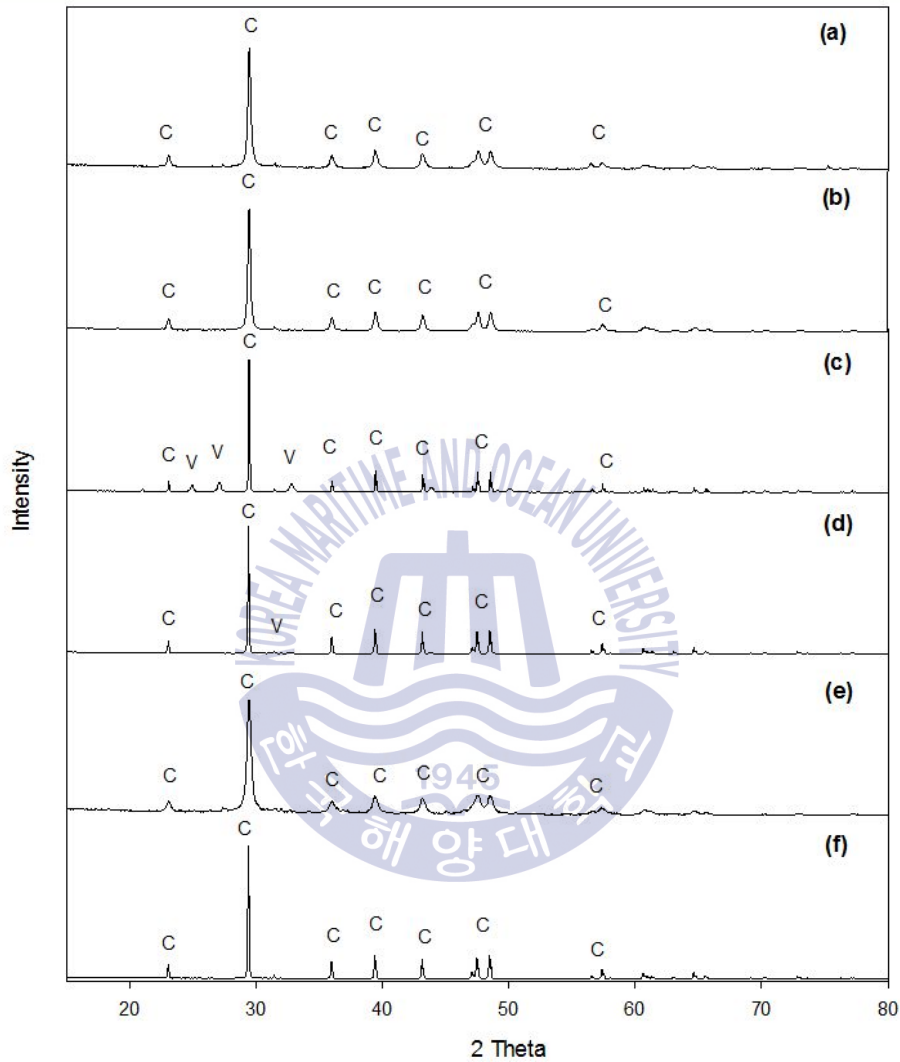 C
(a)
C C C C C C
C
(b)
C C C C C C
C
(c)
C V V V C C C C C
C
(d)
C V C C C C C
C
(e)
C C C C C C
C
(f)
C C C C C C
Intensity
20 30 40 50 60 70 80
2 Theta
KOREA MARITIME AND OCEAN UNIVERSITY
1945
한국해양대학교